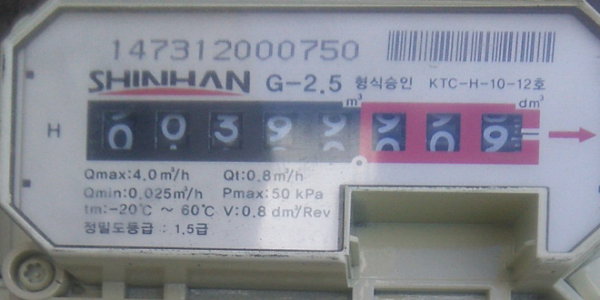 147312000750
SHINHAN G-2.5 형식승인 KTC-H-10-12호
m³ dm³
H 0 0 3 9 9 9 0 9
Qmax:4.0㎥/h Qt:0.8㎥/h
Qmin:0.025㎥/h Pmax:50 kPa
tm:-20℃ ~ 60℃ V:0.8 dm³/Rev
정밀도등급 : 1.5급